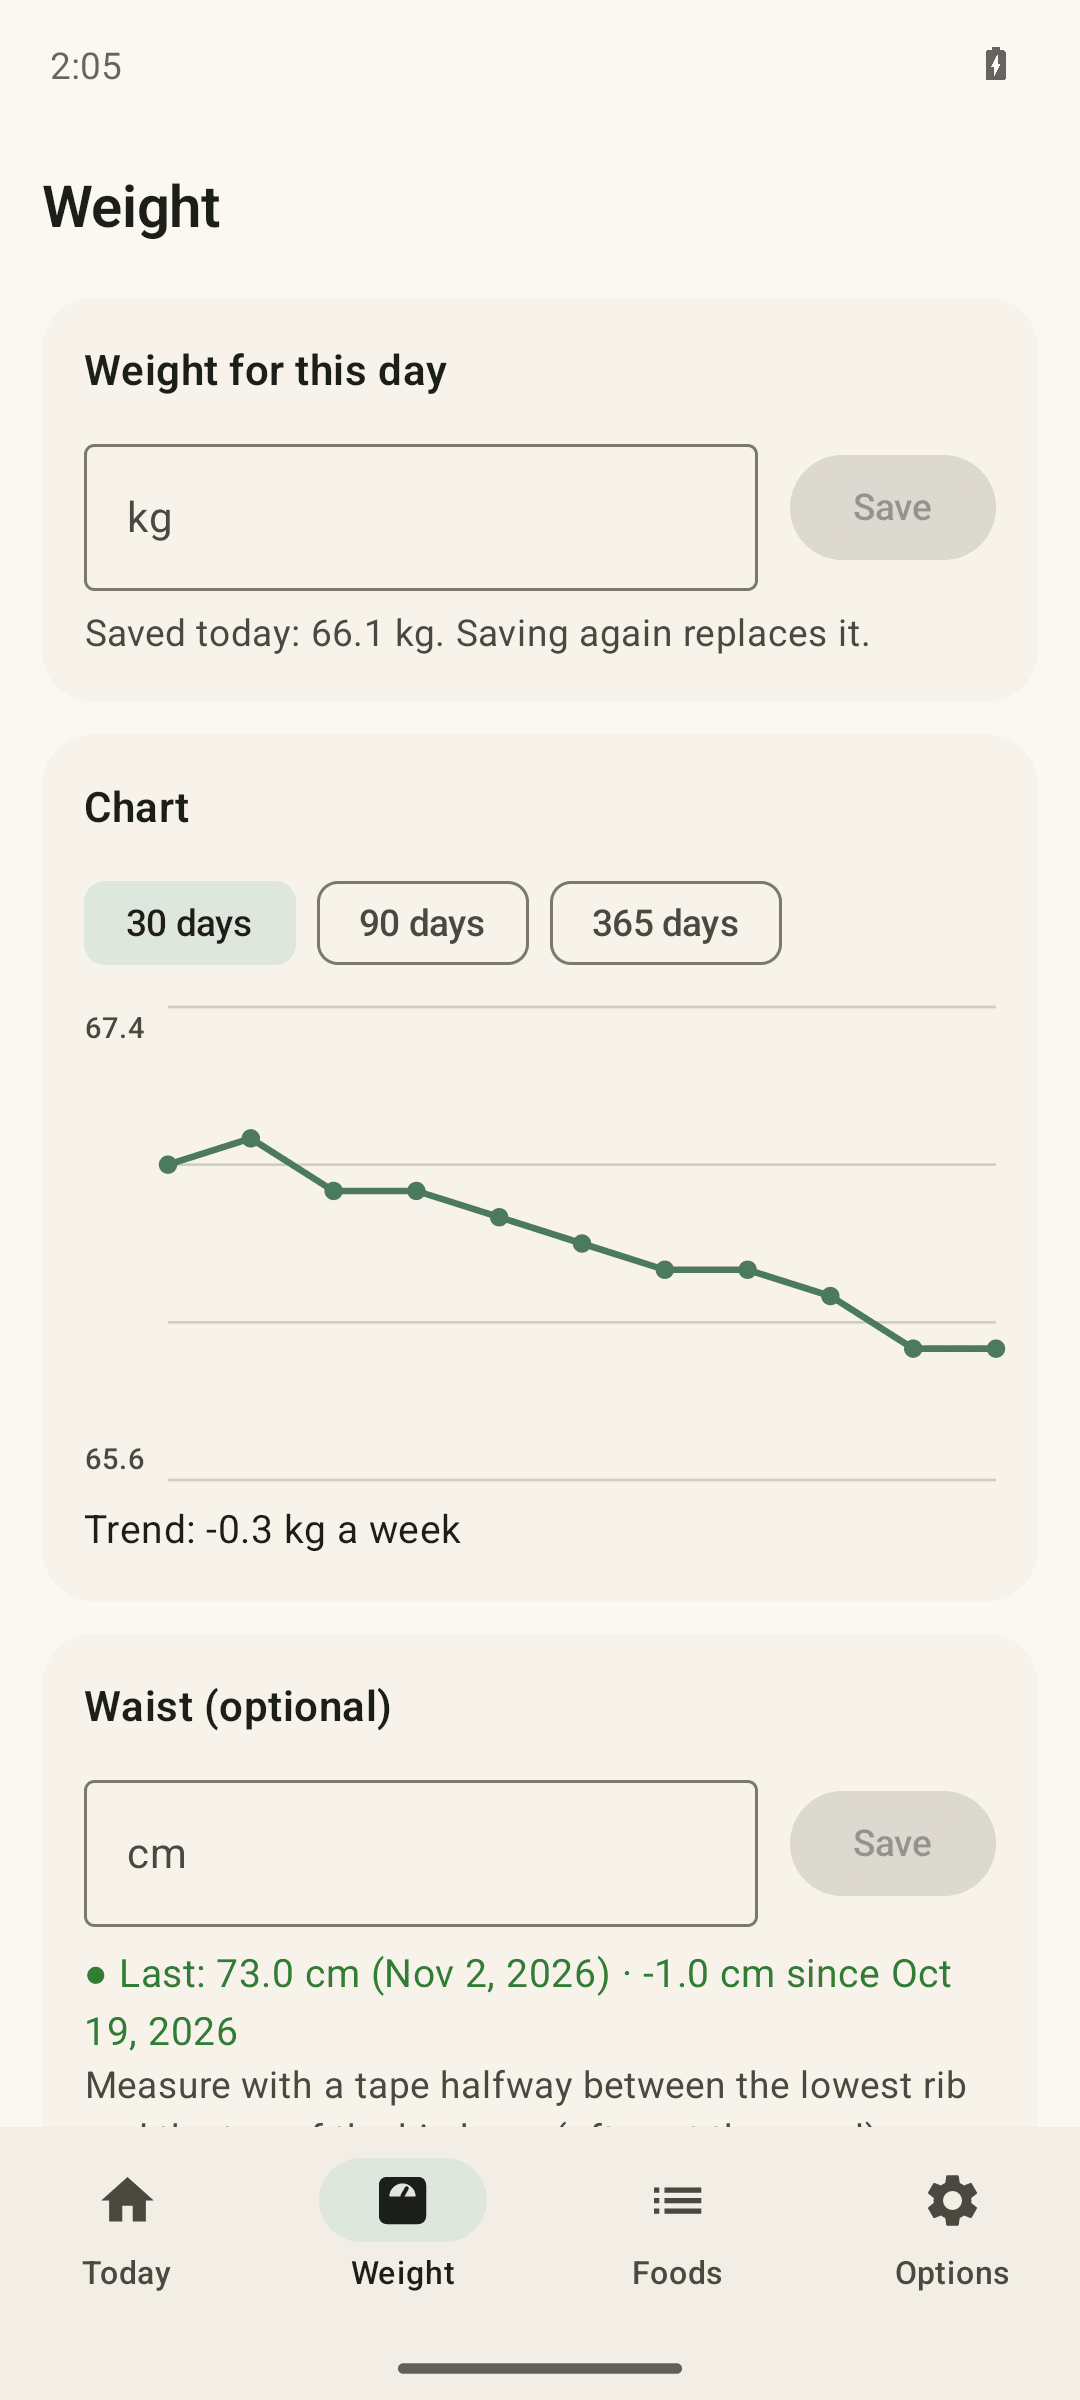 2:05
Weight
Weight for this day
kg
Save
Saved today: 66.1 kg. Saving again replaces it.
Chart
30 days
90 days
365 days
67.4
65.6
Trend: -0.3 kg a week
Waist (optional)
cm
Save
● Last: 73.0 cm (Nov 2, 2026) · -1.0 cm since Oct
19, 2026
Measure with a tape halfway between the lowest rib
Today
Weight
Foods
Options